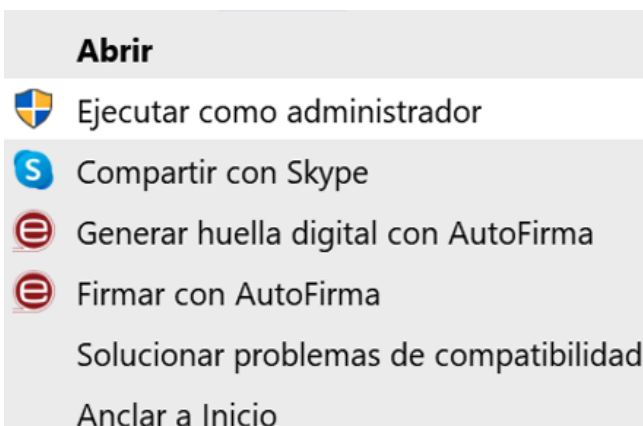 Abrir
Ejecutar como administrador
Compartir con Skype
Generar huella digital con AutoFirma
Firmar con AutoFirma
Solucionar problemas de compatibilidad
Anclar a Inicio